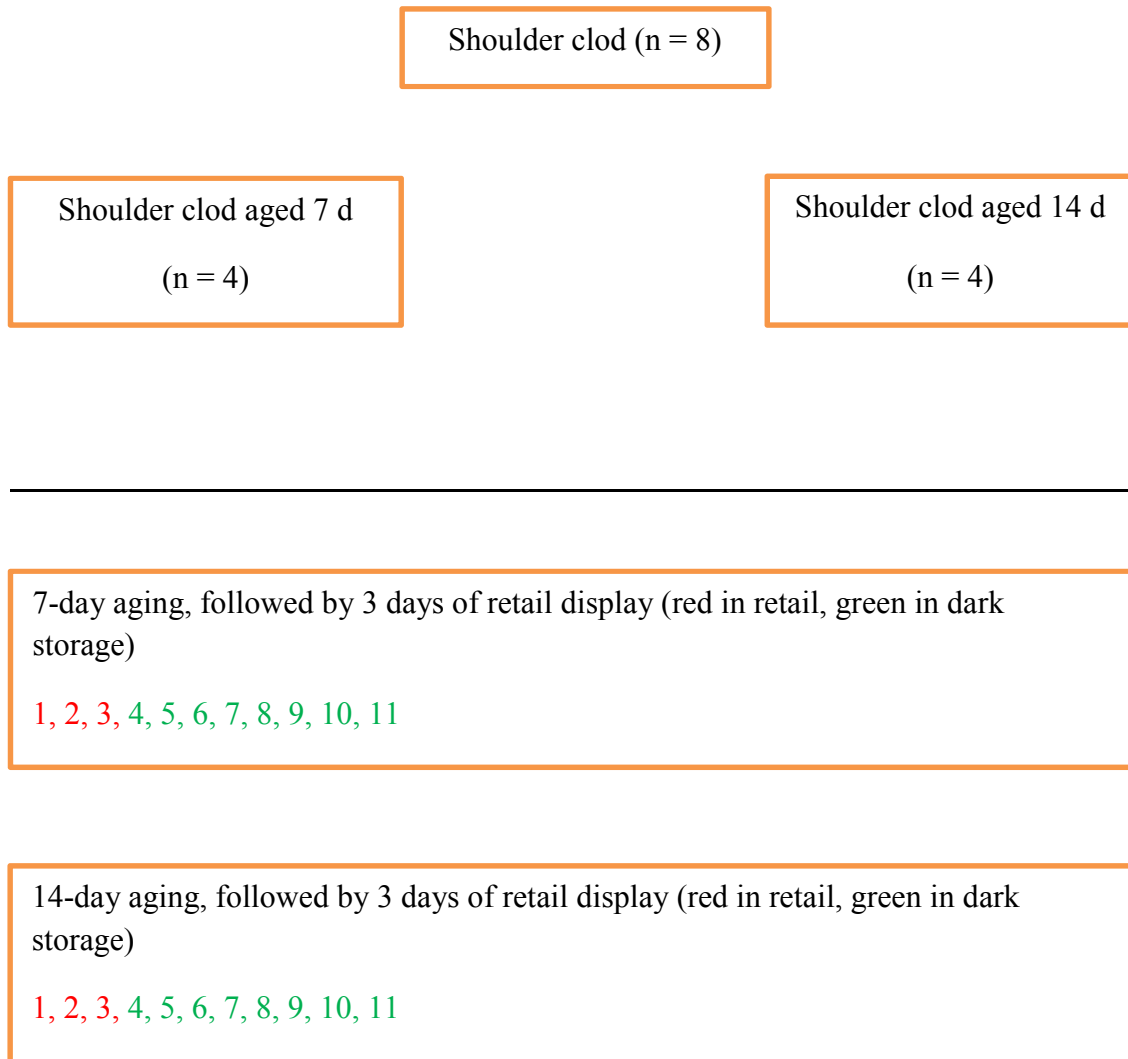 Shoulder clod (n = 8)
Shoulder clod aged 7 d
(n = 4)
Shoulder clod aged 14 d
(n = 4)
7-day aging, followed by 3 days of retail display (red in retail, green in dark
storage)
1, 2, 3, 4, 5, 6, 7, 8, 9, 10, 11
14-day aging, followed by 3 days of retail display (red in retail, green in dark
storage)
1, 2, 3, 4, 5, 6, 7, 8, 9, 10, 11